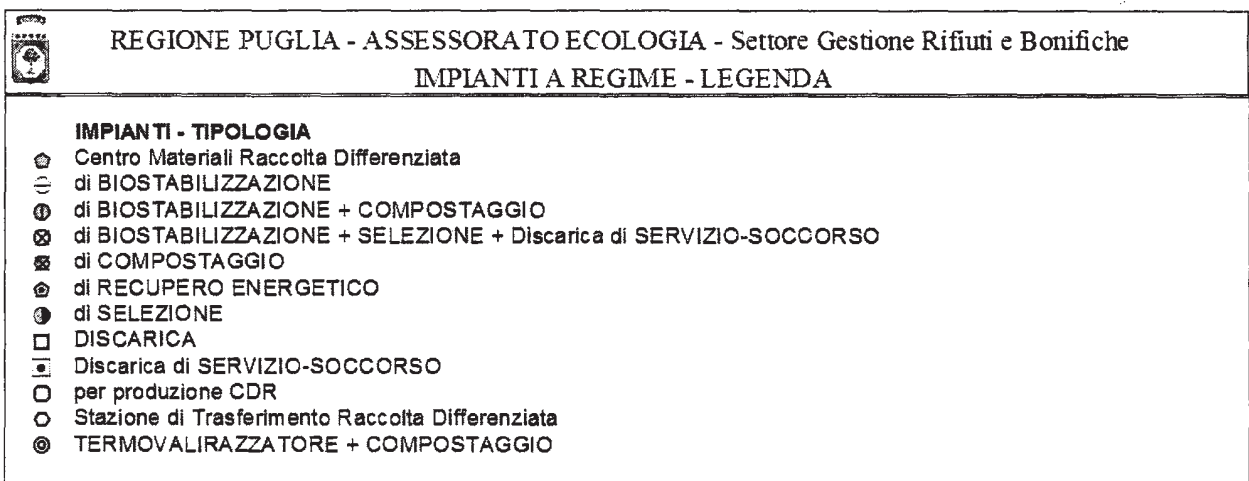 REGIONE PUGLIA - ASSESSORATO ECOLOGIA - Settore Gestione Rifiuti e Bonifiche
IMPIANTI A REGIME - LEGENDA
IMPIANTI - TIPOLOGIA
Centro Materiali Raccolta Differenziata
di BIOSTABILIZZAZIONE
di BIOSTABILIZZAZIONE + COMPOSTAGGIO
di BIOSTABILIZZAZIONE + SELEZIONE + Discarica di SERVIZIO-SOCCORSO
di COMPOSTAGGIO
di RECUPERO ENERGETICO
di SELEZIONE
DISCARICA
Discarica di SERVIZIO-SOCCORSO
per produzione CDR
Stazione di Trasferimento Raccolta Differenziata
TERMOVALIRAZZATORE + COMPOSTAGGIO